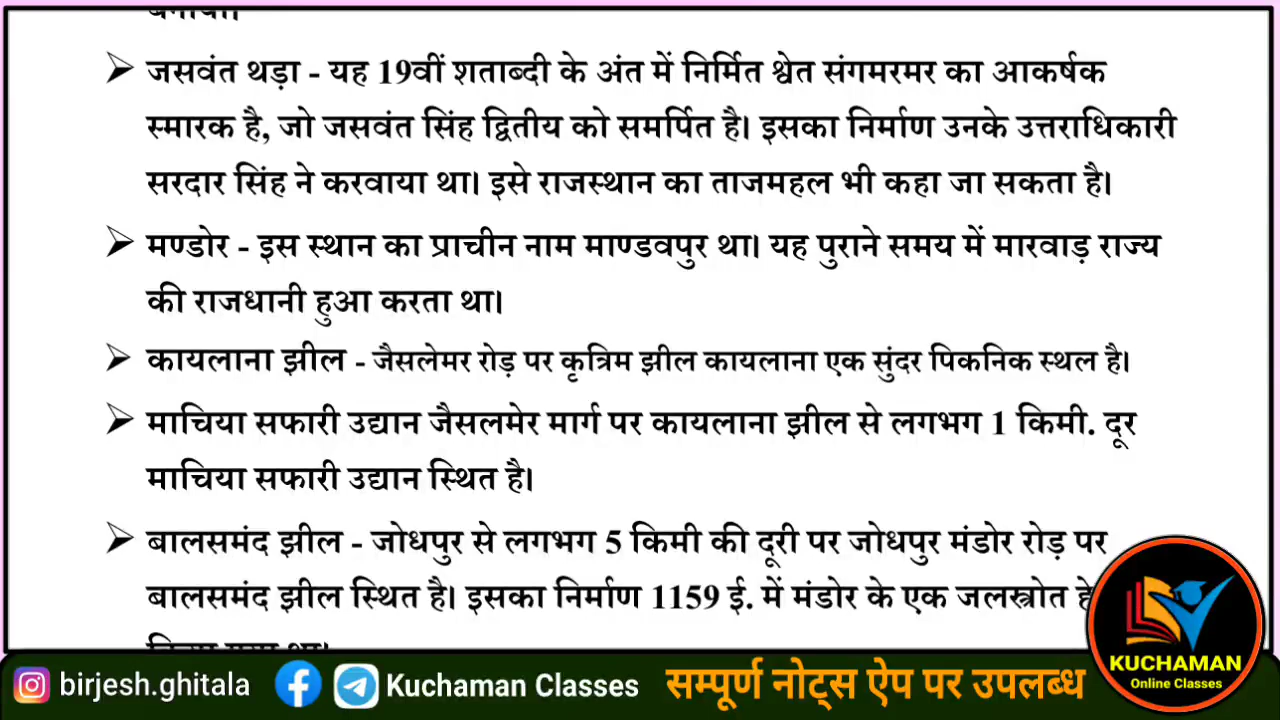 ➢ जसवंत थड़ा - यह 19वीं शताब्दी के अंत में निर्मित श्वेत संगमरमर का आकर्षक
स्मारक है, जो जसवंत सिंह द्वितीय को समर्पित है। इसका निर्माण उनके उत्तराधिकारी
सरदार सिंह ने करवाया था। इसे राजस्थान का ताजमहल भी कहा जा सकता है।
➢ मण्डोर - इस स्थान का प्राचीन नाम माण्डवपुर था। यह पुराने समय में मारवाड़ राज्य
की राजधानी हुआ करता था।
➢ कायलाना झील - जैसलेमर रोड़ पर कृत्रिम झील कायलाना एक सुंदर पिकनिक स्थल है।
➢ माचिया सफारी उद्यान जैसलमेर मार्ग पर कायलाना झील से लगभग 1 किमी. दूर
माचिया सफारी उद्यान स्थित है।
➢ बालसमंद झील - जोधपुर से लगभग 5 किमी की दूरी पर जोधपुर मंडोर रोड़ पर
बालसमंद झील स्थित है। इसका निर्माण 1159 ई. में मंडोर के एक जलस्त्रोत
KUCHAMAN
Online Classes
birjesh.ghitala Kuchaman Classes सम्पूर्ण नोट्स ऐप पर उपलब्ध